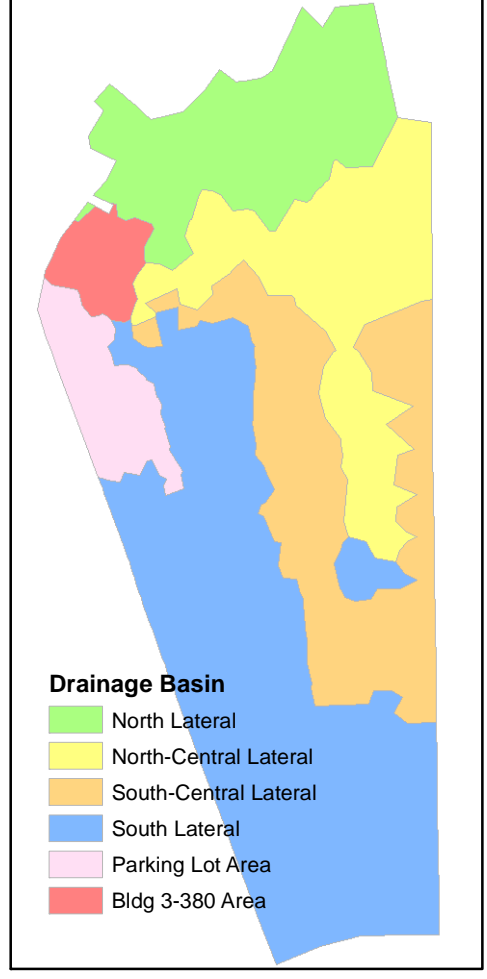 Drainage Basin
North Lateral
North-Central Lateral
South-Central Lateral
South Lateral
Parking Lot Area
Bldg 3-380 Area